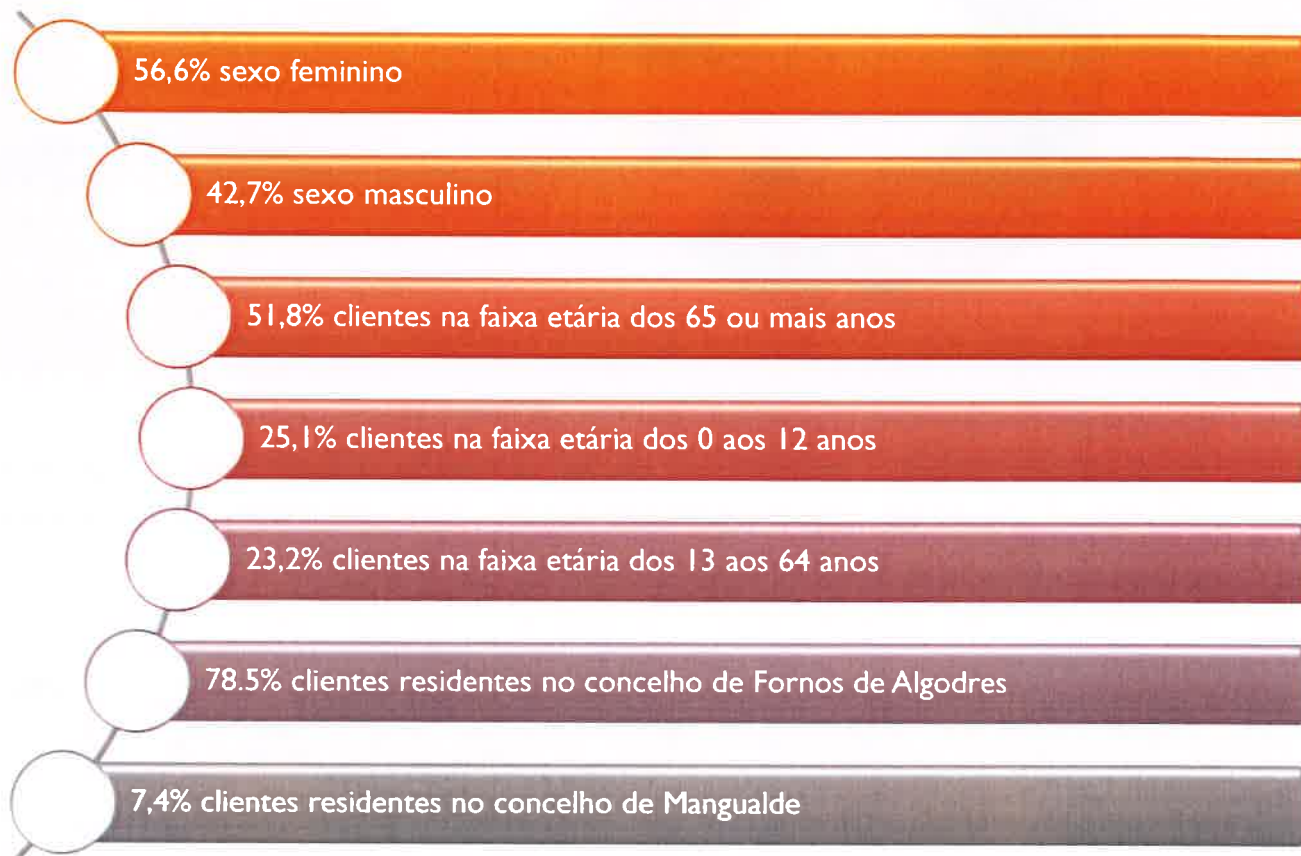 56,6% sexo feminino
42,7% sexo masculino
51,8% clientes na faixa etária dos 65 ou mais anos
25,1% clientes na faixa etária dos 0 aos 12 anos
23,2% clientes na faixa etária dos 13 aos 64 anos
78.5% clientes residentes no concelho de Fornos de Algodres
7,4% clientes residentes no concelho de Mangualde